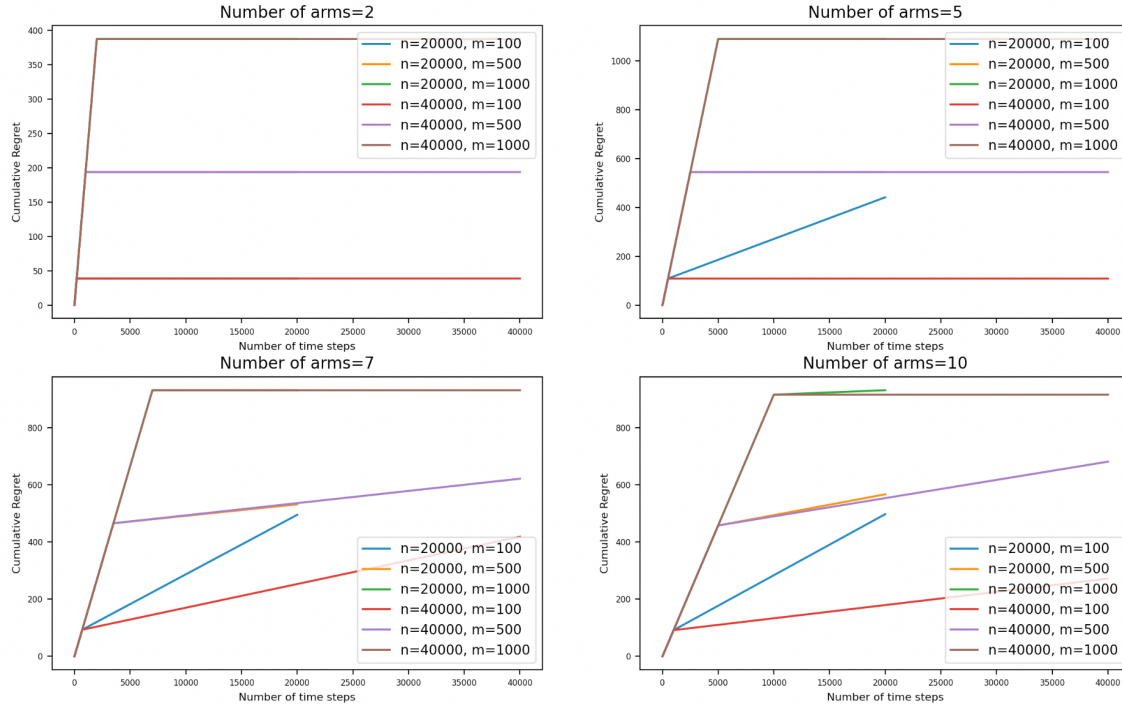 Number of arms=2
Cumulative Regret
400
350
300
250
200
150
100
50
0
n=20000, m=100
n=20000, m=500
n=20000, m=1000
n=40000, m=100
n=40000, m=500
n=40000, m=1000
0 5000 10000 15000 20000 25000 30000 35000 40000
Number of time steps
Number of arms=5
Cumulative Regret
1000
800
600
400
200
0
n=20000, m=100
n=20000, m=500
n=20000, m=1000
n=40000, m=100
n=40000, m=500
n=40000, m=1000
0 5000 10000 15000 20000 25000 30000 35000 40000
Number of time steps
Number of arms=7
Cumulative Regret
800
600
400
200
0
n=20000, m=100
n=20000, m=500
n=20000, m=1000
n=40000, m=100
n=40000, m=500
n=40000, m=1000
0 5000 10000 15000 20000 25000 30000 35000 40000
Number of time steps
Number of arms=10
Cumulative Regret
800
600
400
200
0
n=20000, m=100
n=20000, m=500
n=20000, m=1000
n=40000, m=100
n=40000, m=500
n=40000, m=1000
0 5000 10000 15000 20000 25000 30000 35000 40000
Number of time steps